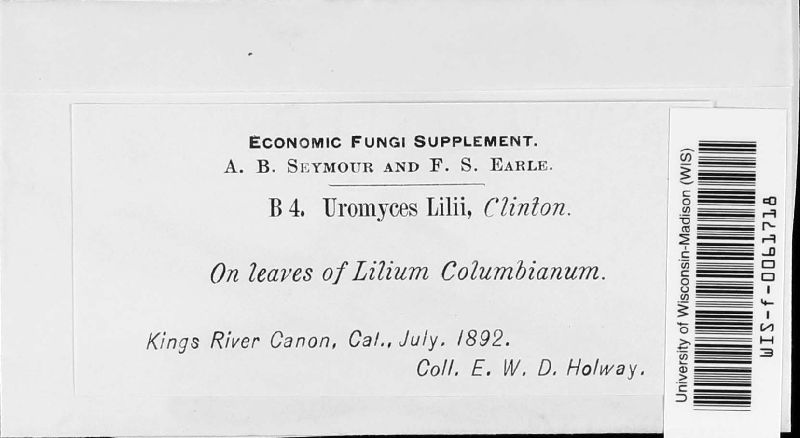 ECONOMIC FUNGI SUPPLEMENT.
A. B. SEYMOUR AND F. S. EARLE.
B 4. Uromyces Lilii, Clinton.
On leaves of Lilium Columbianum.
Kings River Canon, Cal., July. 1892.
Coll. E. W. D. Holway.
University of Wisconsin-Madison (WIS)
WIS-f-0061718